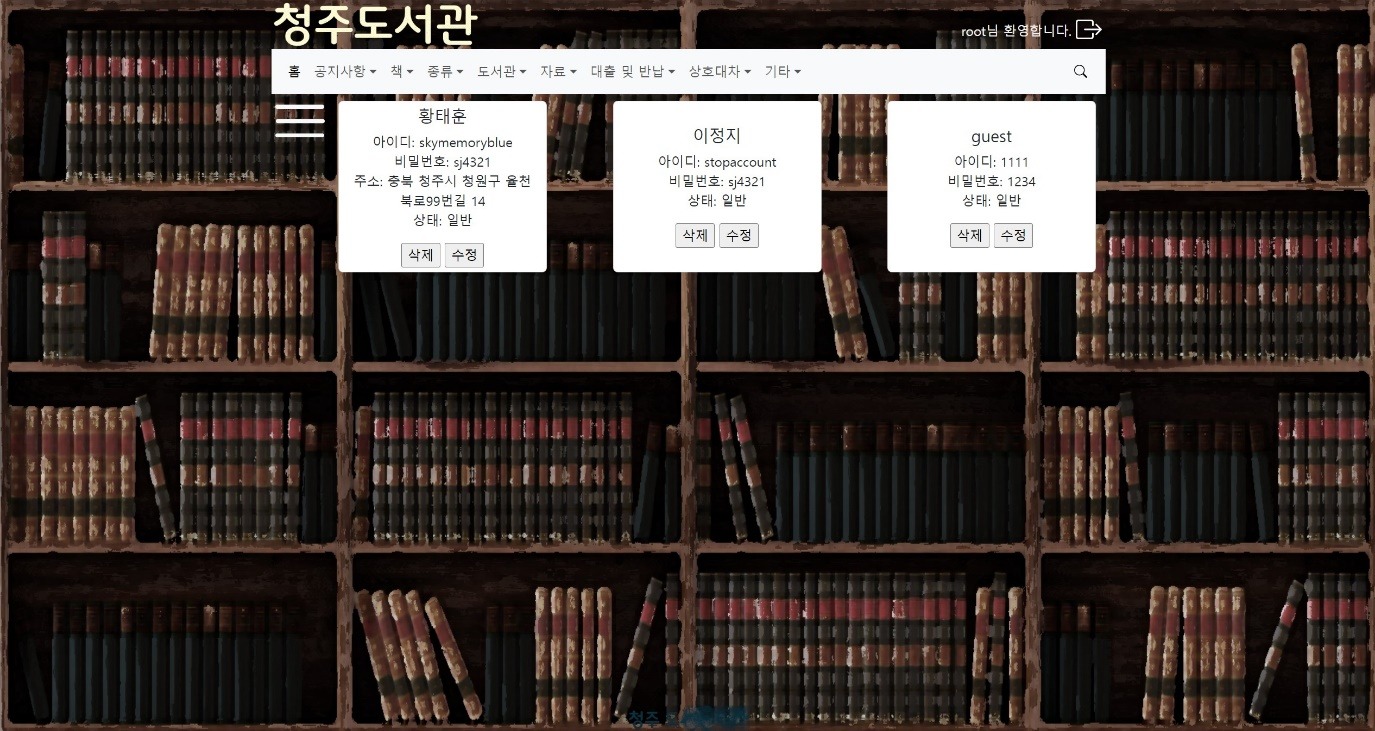 청주도서관
root님 환영합니다.
홈 공지사항 책 종류 도서관 자료 대출 및 반납 상호대차 기타
황태훈
아이디: skymemoryblue
비밀번호: sj4321
주소: 충북 청주시 청원구 율천
북로99번길 14
상태: 일반
삭제 수정
이정지
아이디: stopaccount
비밀번호: sj4321
상태: 일반
삭제 수정
guest
아이디: 1111
비밀번호: 1234
상태: 일반
삭제 수정
청주